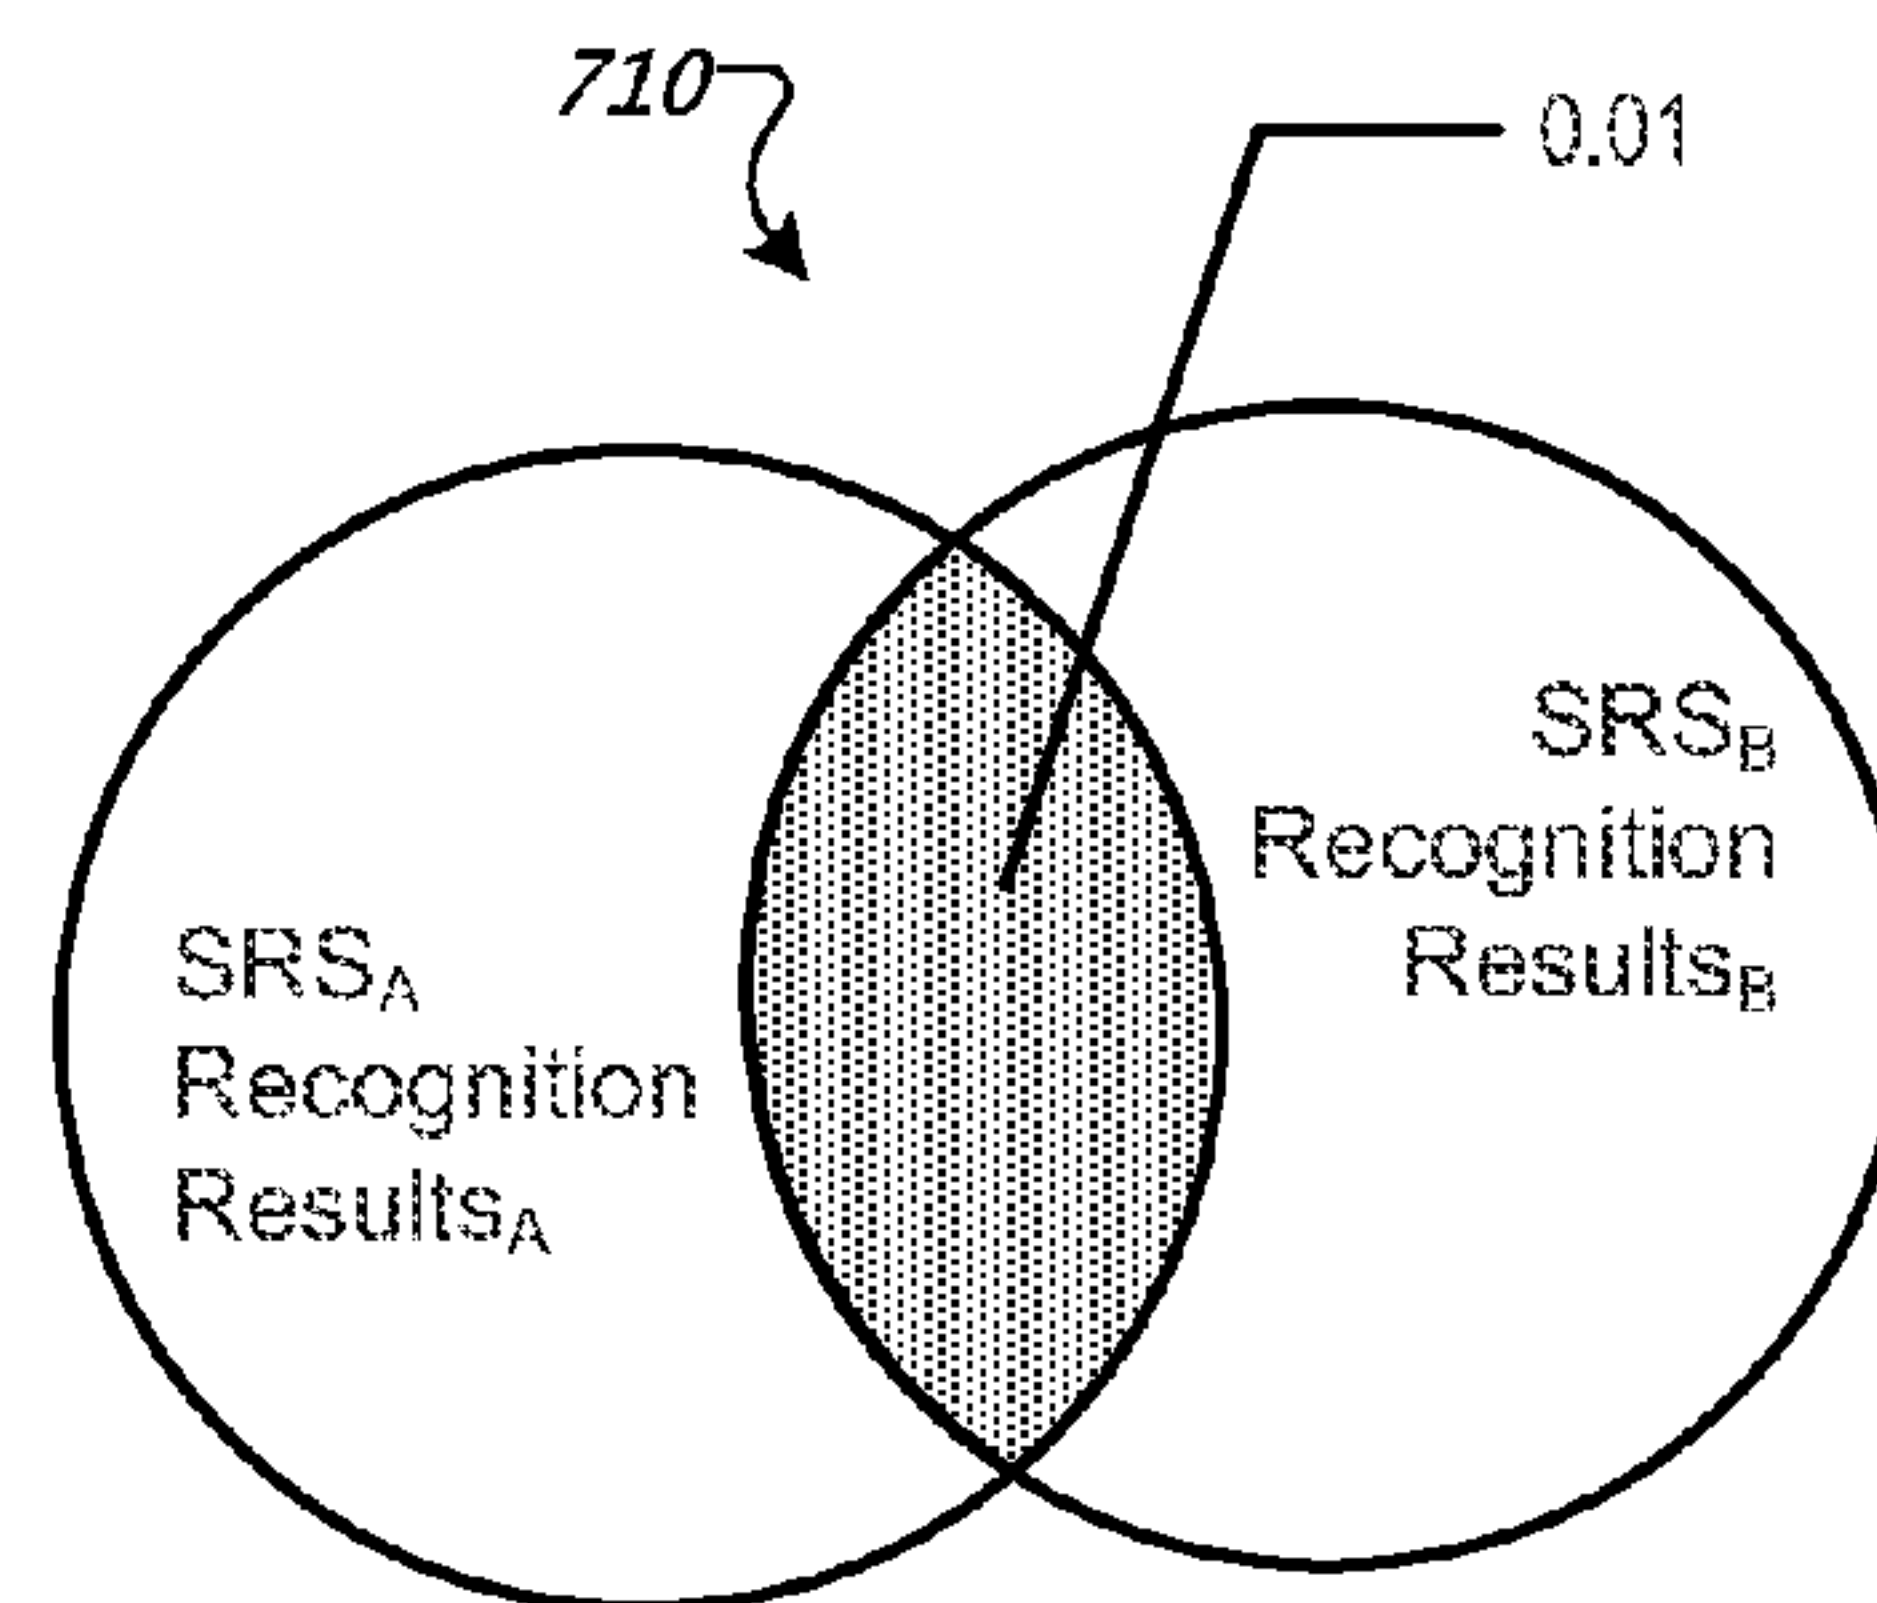 710
0.01
SRSB
Recognition
ResultsB
SRSA
Recognition
ResultsA